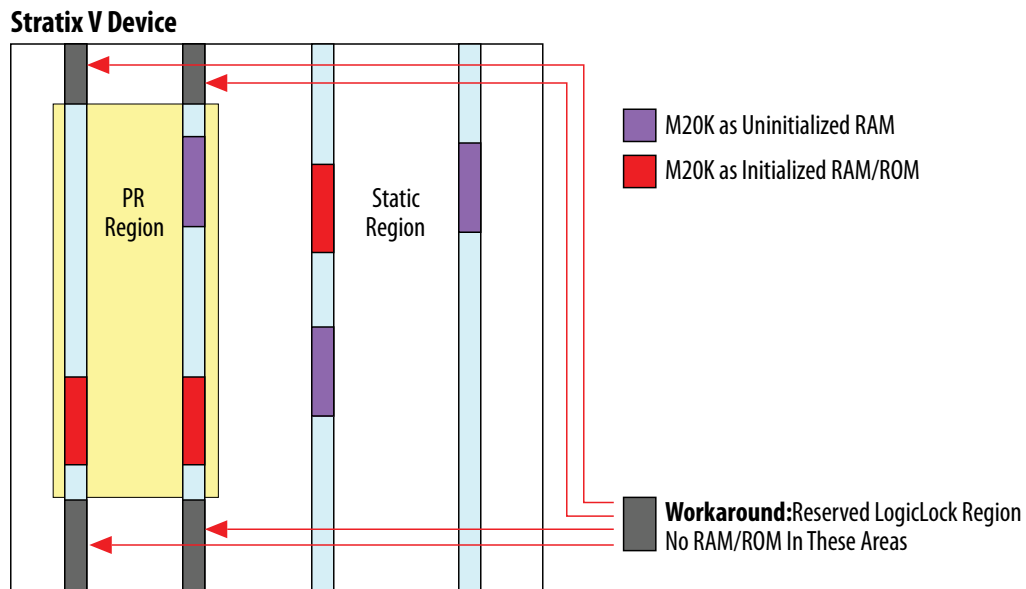 Stratix V Device
M20K as Uninitialized RAM
M20K as Initialized RAM/ROM
PR
Region
Static
Region
Workaround:Reserved LogicLock Region
No RAM/ROM In These Areas